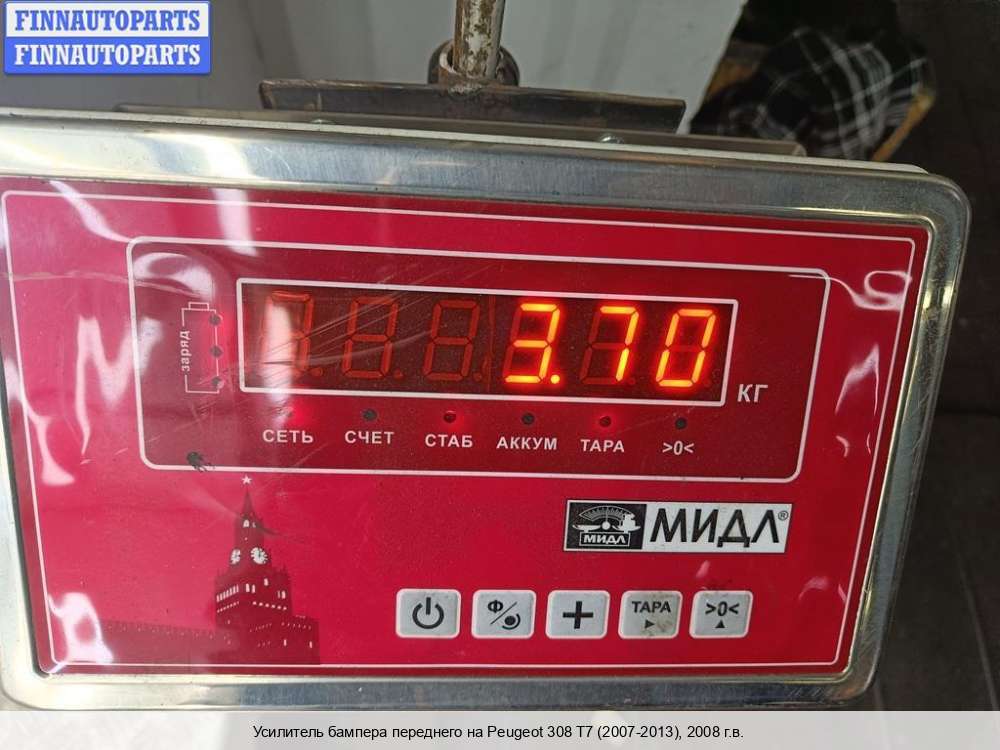 FINNAUTOPARTS
FINNAUTOPARTS
заряд
3.70
КГ
СЕТЬ СЧЕТ СТАБ АККУМ ТАРА >0<
МИДЛ МИДЛ®
Ф ТАРА >0<
Усилитель бампера переднего на Peugeot 308 T7 (2007-2013), 2008 г.в.